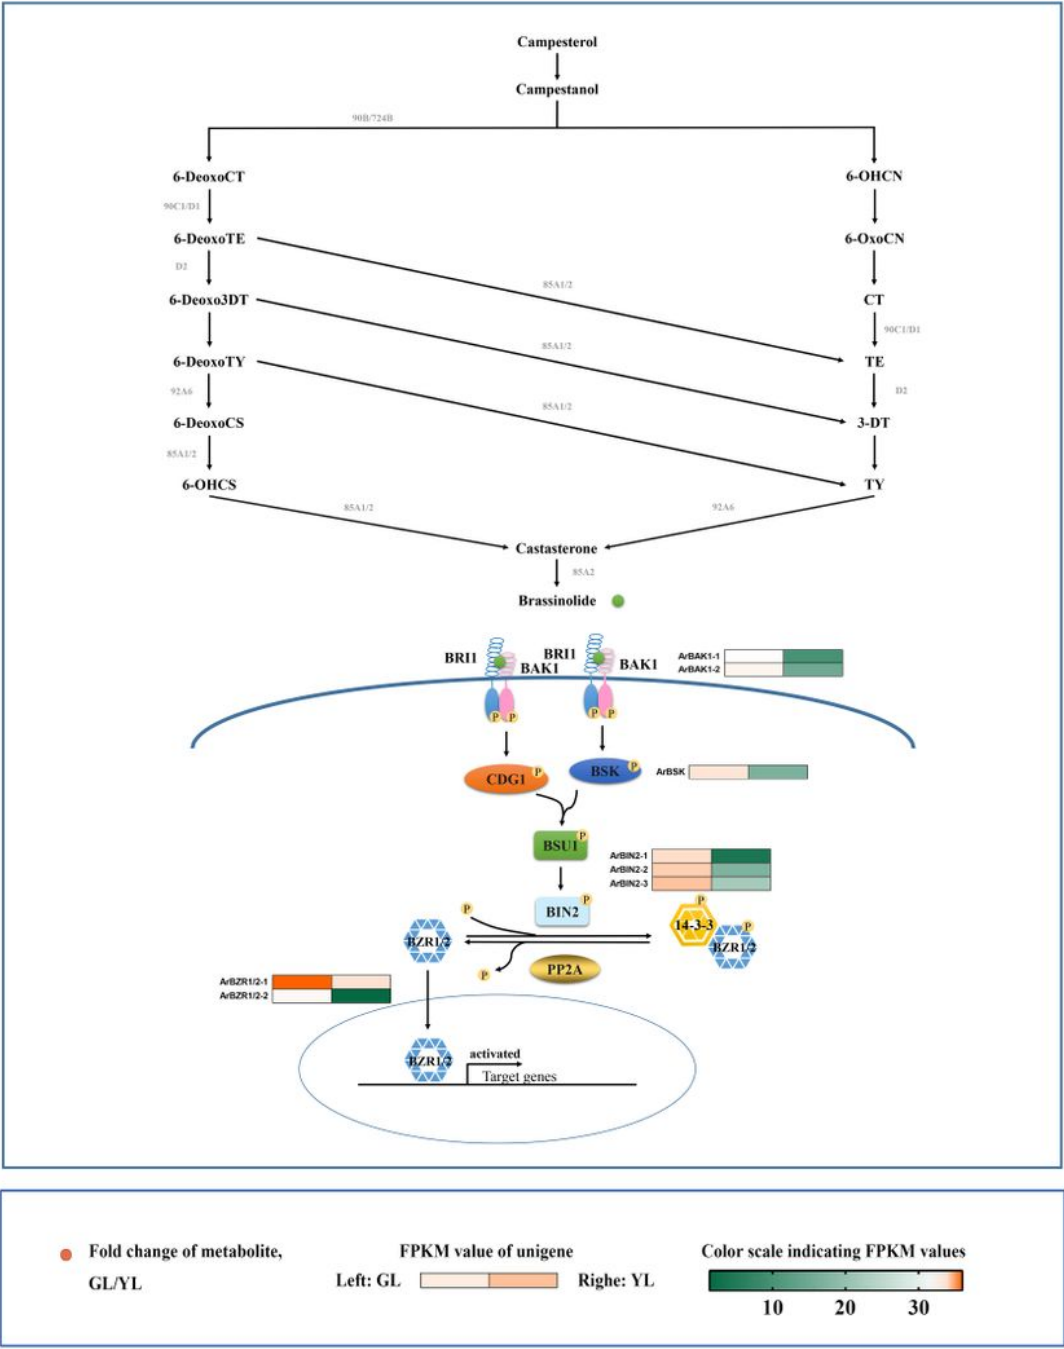 Campesterol
Campestanol
90B/724B
6-DeoxoCT
6-OHCN
90C1/D1
6-DeoxoTE
6-OxoCN
D2
85A1/2
6-Deoxo3DT
CT
90C1/D1
85A1/2
6-DeoxoTY
TE
92A6
D2
85A1/2
6-DeoxoCS
3-DT
85A1/2
6-OHCS
TY
85A1/2
92A6
Castasterone
85A2
Brassinolide
BRI1
BAK1
BRI1
BAK1
ArBAK1-1
ArBAK1-2
P P
P P
CDG1 P
BSK P
ArBSK
BSU1 P
ArBIN2-1
ArBIN2-2
ArBIN2-3
BIN2 P
P
P
14-3-3
P
BZR1/2
BZR1/2
PP2A
P
ArBZR1/2-1
ArBZR1/2-2
BZR1/2
activated
Target genes
Fold change of metabolite,
GL/YL
FPKM value of unigene
Left: GL
Righe: YL
Color scale indicating FPKM values
10 20 30